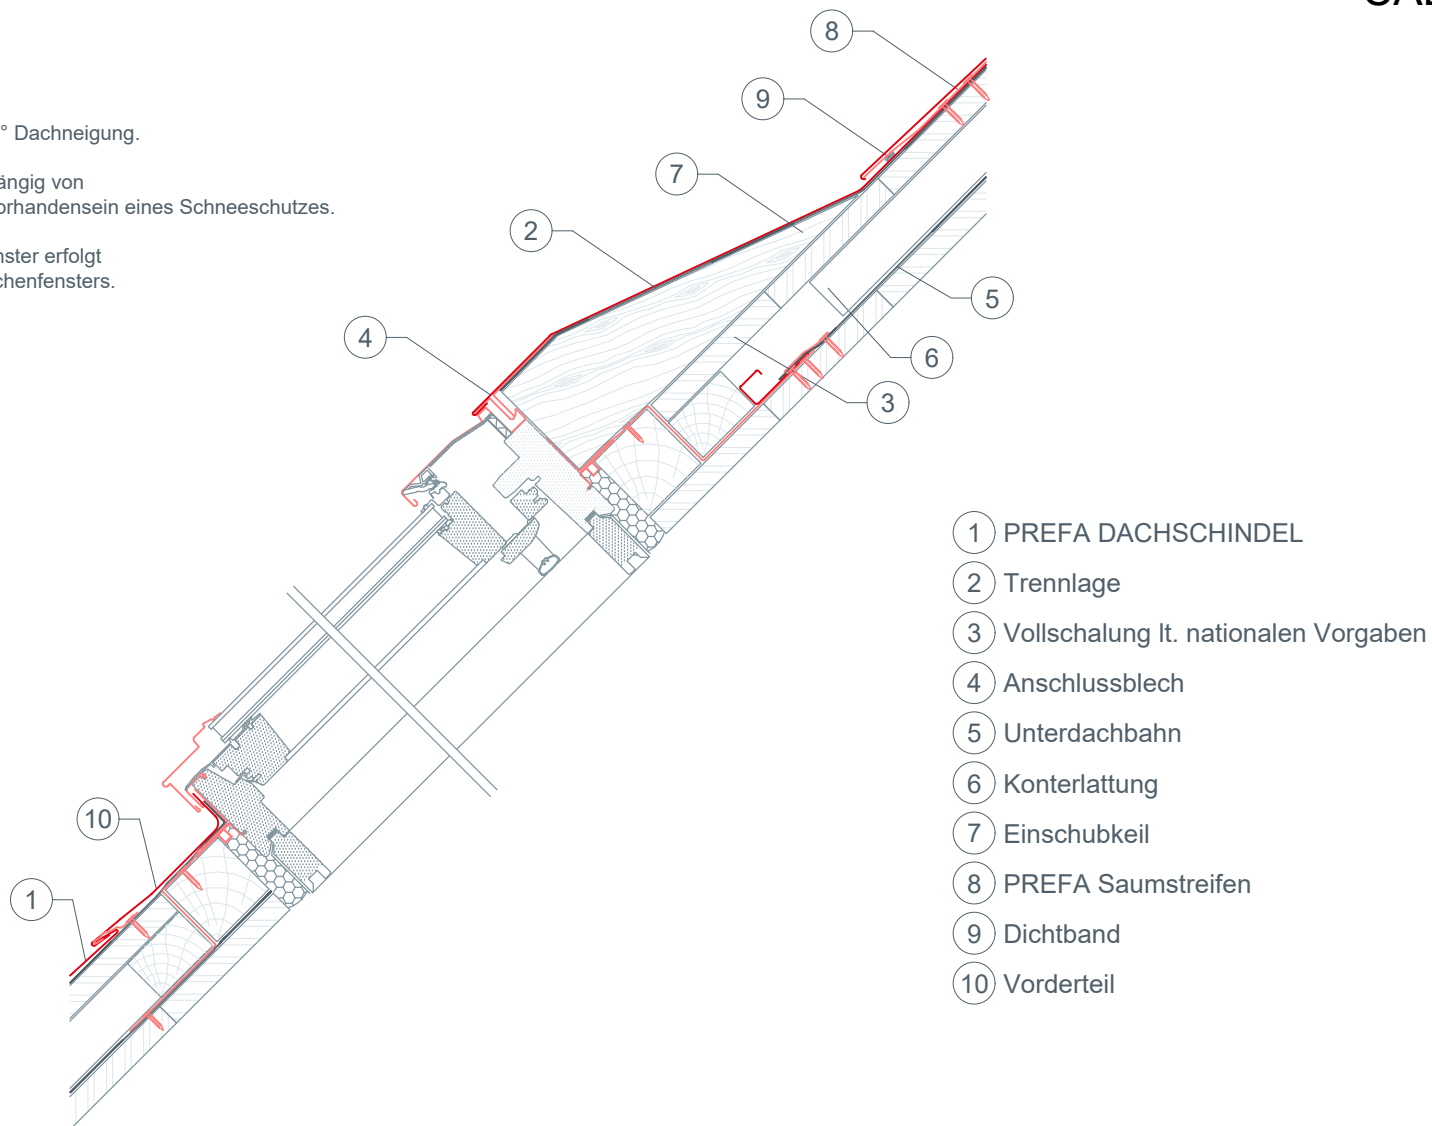 ° Dachneigung.
ängig von
orhandensein eines Schneeschutzes.
nster erfolgt
chenfensters.
8
9
7
2
4
5
6
3
10
1
1 PREFA DACHSCHINDEL
2 Trennlage
3 Vollschalung lt. nationalen Vorgaben
4 Anschlussblech
5 Unterdachbahn
6 Konterlattung
7 Einschubkeil
8 PREFA Saumstreifen
9 Dichtband
10 Vorderteil